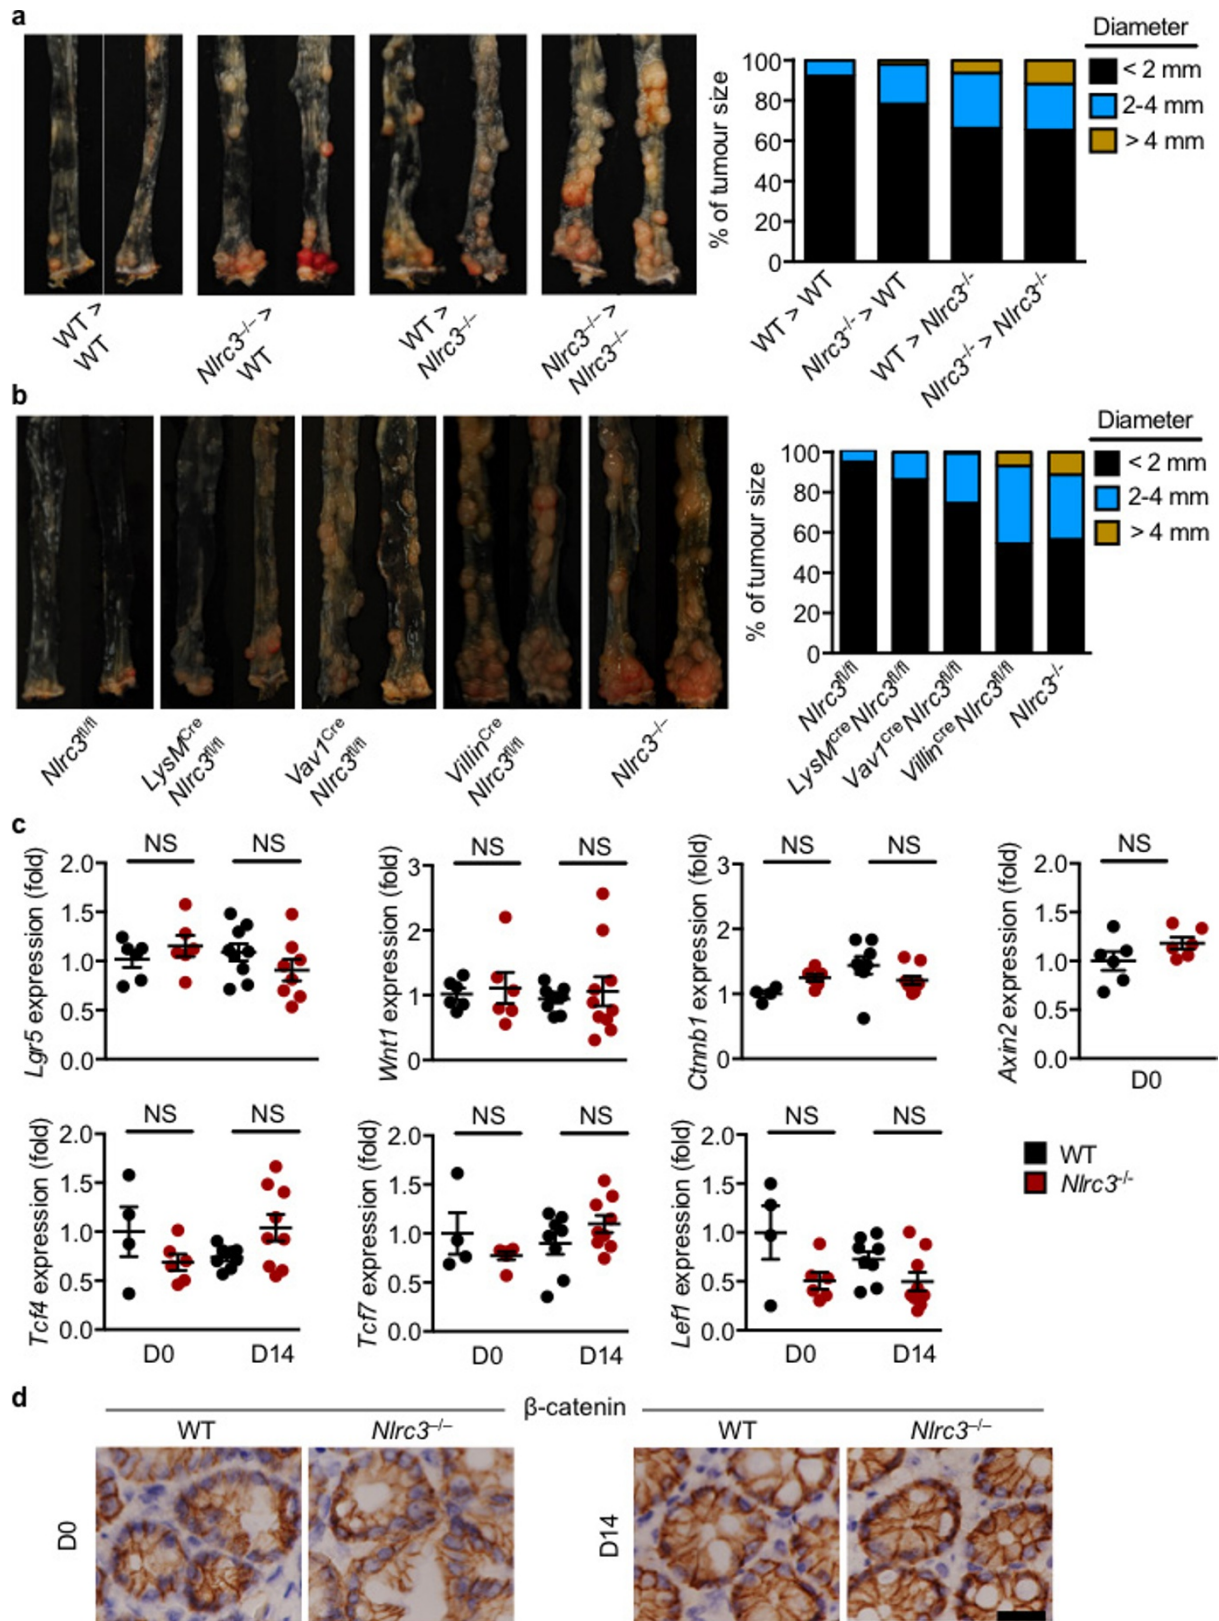 a
Diameter
< 2 mm
2-4 mm
> 4 mm
% of tumour size
100
80
60
40
20
0
WT >
WT
Nlrc3–/– >
WT
WT >
Nlrc3–/–
Nlrc3–/– >
Nlrc3–/–
WT > WT
Nlrc3-/- > WT
WT > Nlrc3-/-
Nlrc3-/- > Nlrc3-/-
b
Diameter
< 2 mm
2-4 mm
> 4 mm
% of tumour size
100
80
60
40
20
0
Nlrc3fl/fl
LysMCre
Nlrc3fl/fl
Vav1Cre
Nlrc3fl/fl
VillinCre
Nlrc3fl/fl
Nlrc3–/–
Nlrc3fl/fl
LysMcreNlrc3fl/fl
Vav1creNlrc3fl/fl
VillincreNlrc3fl/fl
Nlrc3-/-
c
Lgr5 expression (fold)
2.0
1.5
1.0
0.5
0.0
NS
NS
Wnt1 expression (fold)
3
2
1
0
NS
NS
Ctnnb1 expression (fold)
3
2
1
0
NS
NS
Axin2 expression (fold)
2.0
1.5
1.0
0.5
0.0
NS
D0
Tcf4 expression (fold)
2.0
1.5
1.0
0.5
0.0
NS
NS
D0
D14
Tcf7 expression (fold)
2.0
1.5
1.0
0.5
0.0
NS
NS
D0
D14
Lef1 expression (fold)
2.0
1.5
1.0
0.5
0.0
NS
NS
D0
D14
WT
Nlrc3-/-
d
β-catenin
WT
Nlrc3–/–
WT
Nlrc3–/–
D0
D14